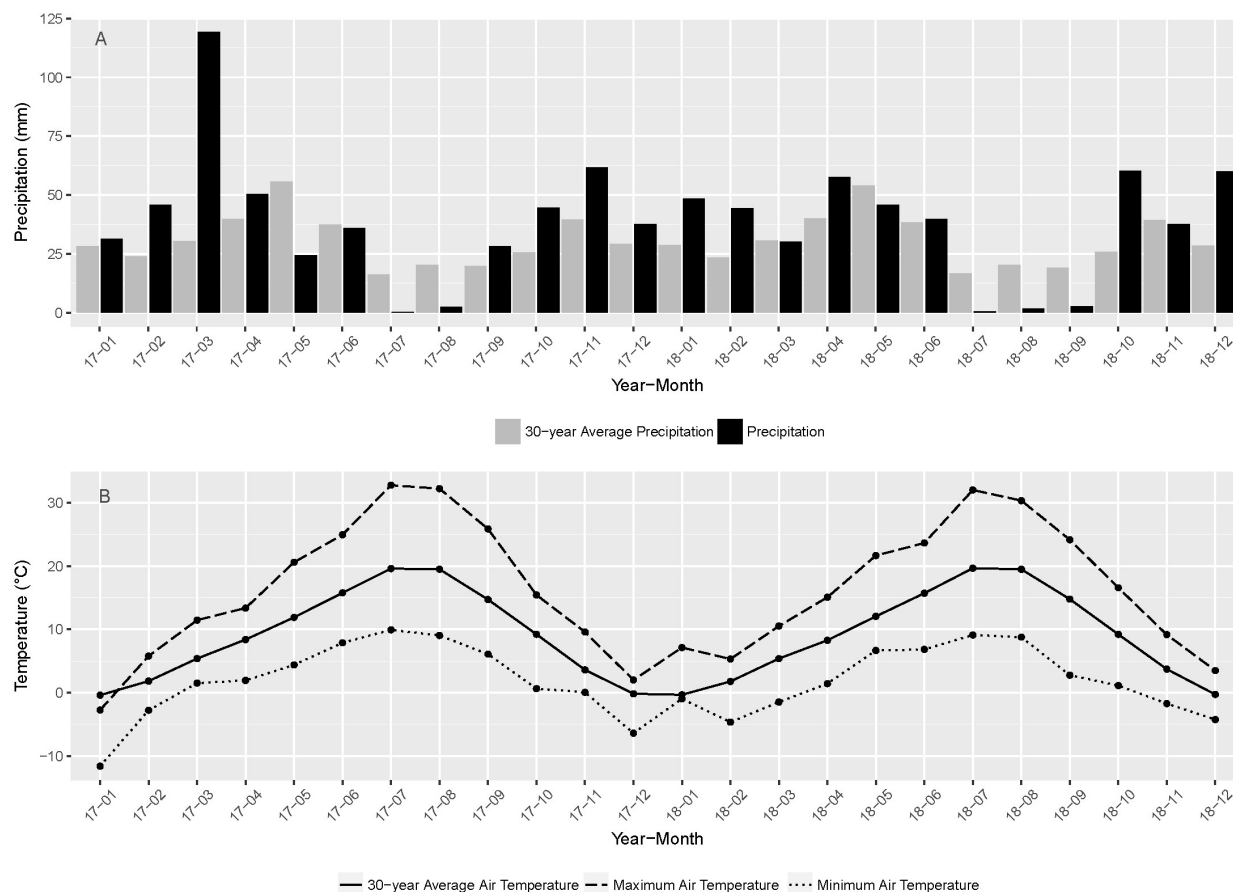 A
125
100
75
50
25
0
Precipitation (mm)
17−01 17−02 17−03 17−04 17−05 17−06 17−07 17−08 17−09 17−10 17−11 17−12 18−01 18−02 18−03 18−04 18−05 18−06 18−07 18−08 18−09 18−10 18−11 18−12
Year−Month
30−year Average Precipitation Precipitation
B
30
20
10
0
−10
Temperature (°C)
17−01 17−02 17−03 17−04 17−05 17−06 17−07 17−08 17−09 17−10 17−11 17−12 18−01 18−02 18−03 18−04 18−05 18−06 18−07 18−08 18−09 18−10 18−11 18−12
Year−Month
30−year Average Air Temperature Maximum Air Temperature Minimum Air Temperature